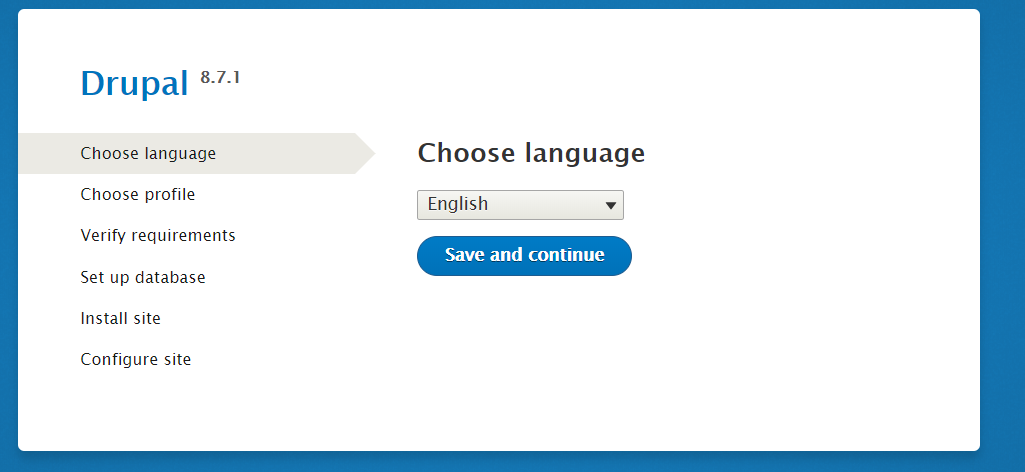 Drupal 8.7.1
Choose language
Choose profile
Verify requirements
Set up database
Install site
Configure site
Choose language
English
Save and continue